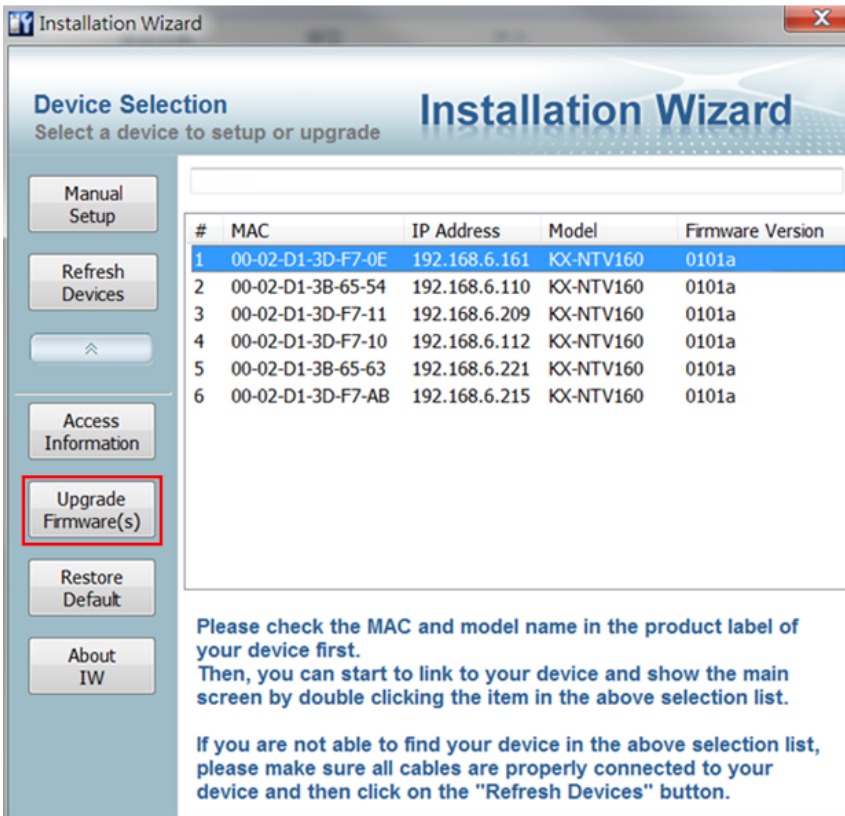 Installation Wizard
Device Selection
Select a device to setup or upgrade
Installation Wizard
Manual
Setup
Refresh
Devices
Access
Information
Upgrade
Firmware(s)
Restore
Default
About
IW
# MAC IP Address Model Firmware Version
1 00-02-D1-3D-F7-0E 192.168.6.161 KX-NTV160 0101a
2 00-02-D1-3B-65-54 192.168.6.110 KX-NTV160 0101a
3 00-02-D1-3D-F7-11 192.168.6.209 KX-NTV160 0101a
4 00-02-D1-3D-F7-10 192.168.6.112 KX-NTV160 0101a
5 00-02-D1-3B-65-63 192.168.6.221 KX-NTV160 0101a
6 00-02-D1-3D-F7-AB 192.168.6.215 KX-NTV160 0101a
Please check the MAC and model name in the product label of
your device first.
Then, you can start to link to your device and show the main
screen by double clicking the item in the above selection list.
If you are not able to find your device in the above selection list,
please make sure all cables are properly connected to your
device and then click on the "Refresh Devices" button.